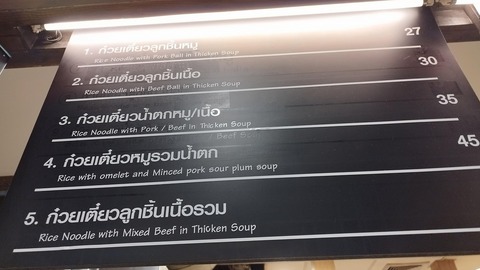 1. ก๋วยเตี๋ยวลูกชิ้นหมู 27
Rice Noodle with Pork Ball in Thicken Soup
2. ก๋วยเตี๋ยวลูกชิ้นเนื้อ 30
Rice Noodle with Beef Ball in Thicken Soup
3. ก๋วยเตี๋ยวน้ำตกหมู/เนื้อ 35
Rice Noodle with Pork / Beef in Thicken Soup
4. ก๋วยเตี๋ยวหมูรวมน้ำตก 45
Rice with omelet and Minced pork sour plum soup
5. ก๋วยเตี๋ยวลูกชิ้นเนื้อรวม
Rice Noodle with Mixed Beef in Thicken Soup